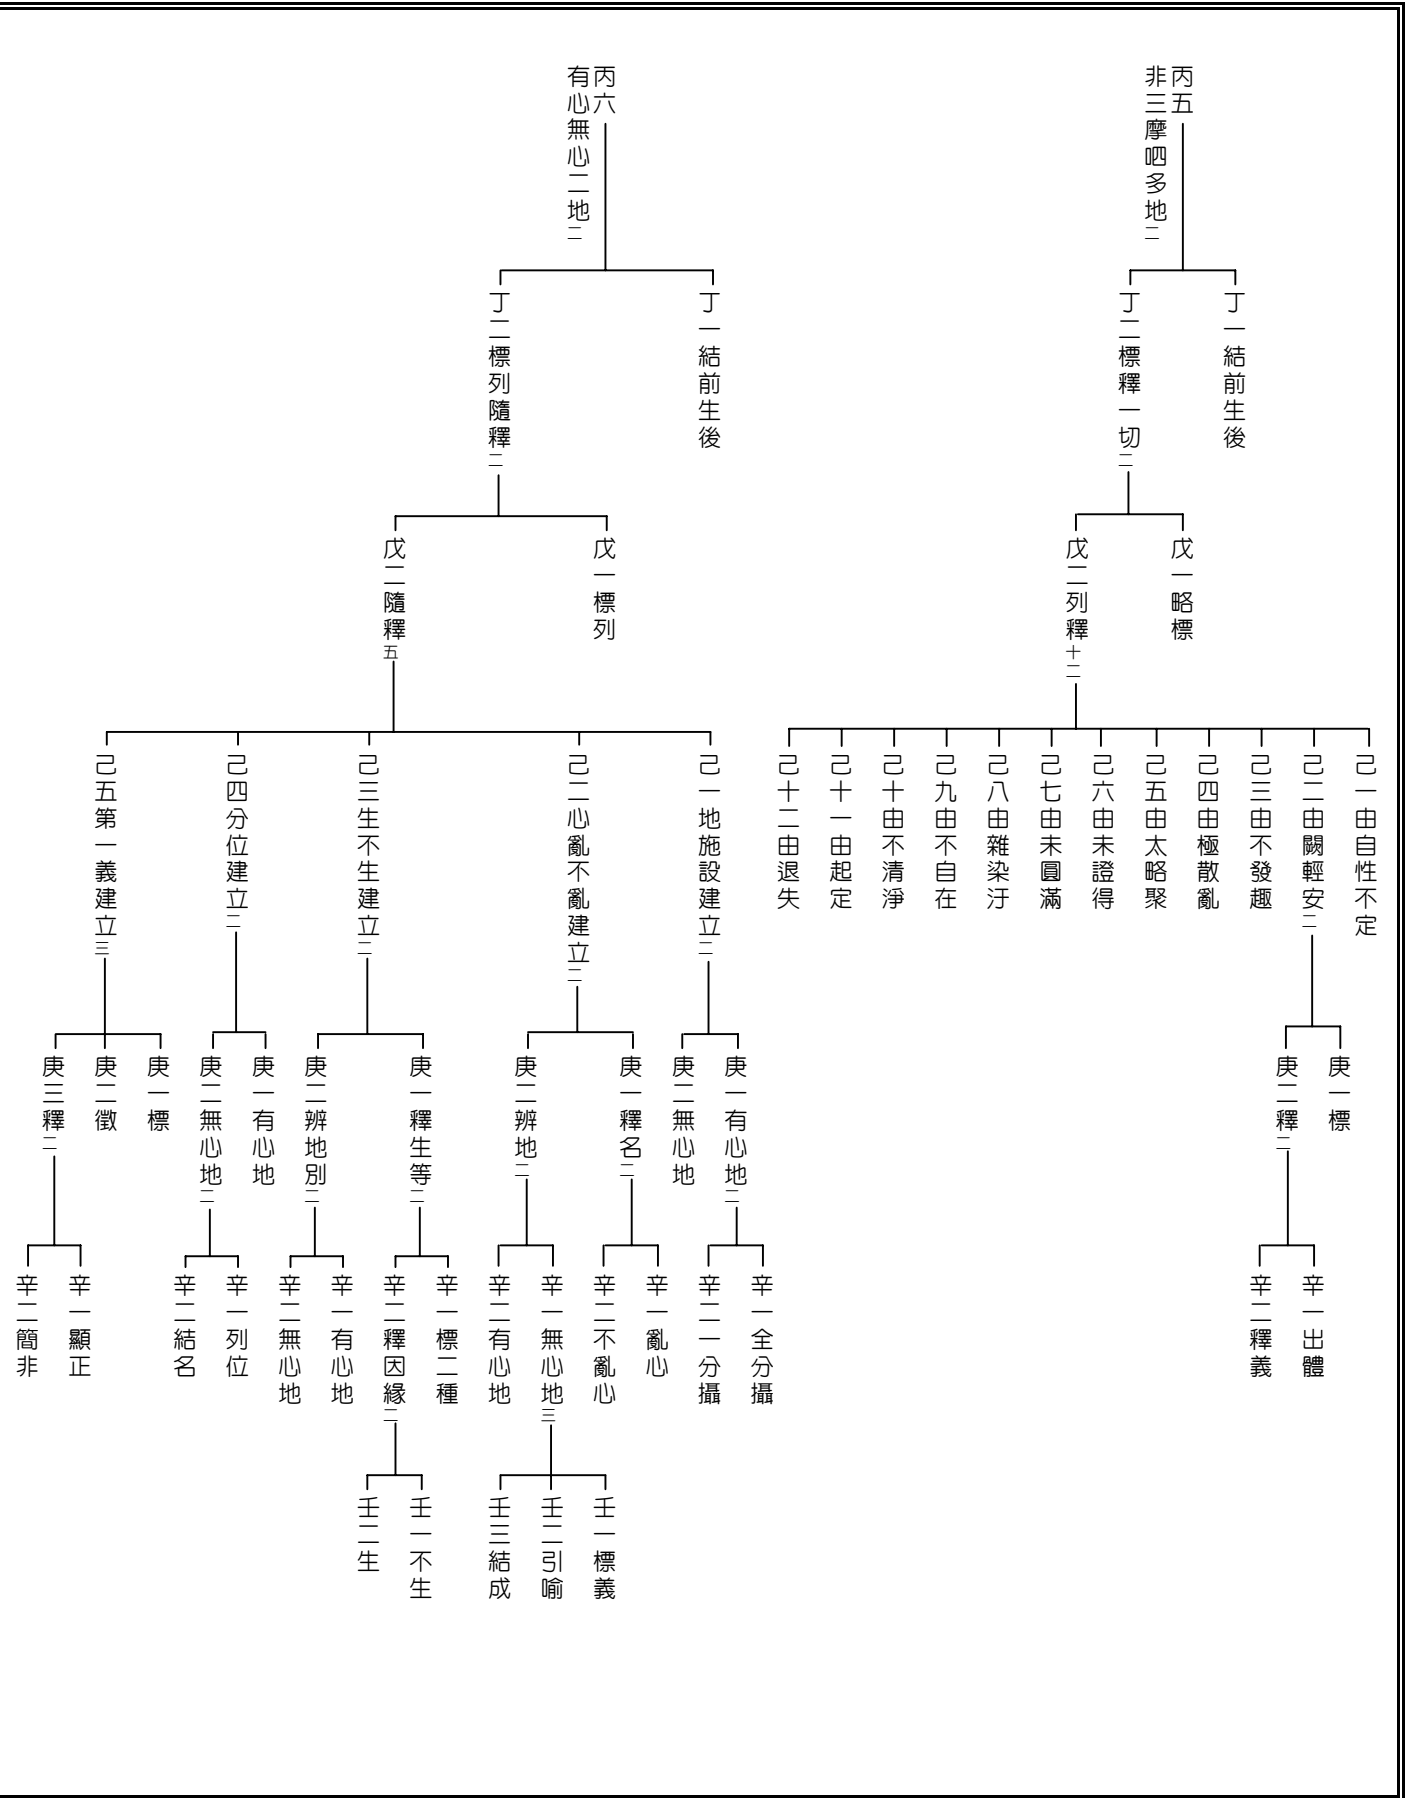 丙五
非三摩呬多地二
丁一結前生後
丁二標釋一切二
戊一略標
戊二列釋十二
己一由自性不定
己二由闕輕安二
庚一標
庚二釋二
辛一出體
辛二釋義
己三由不發趣
己四由極散亂
己五由太略聚
己六由未證得
己七由未圓滿
己八由雜染汙
己九由不自在
己十由不清淨
己十一由起定
己十二由退失
丙六
有心無心二地二
丁一結前生後
丁二標列隨釋二
戊一標列
戊二隨釋五
己一地施設建立二
庚一有心地二
辛一全分攝
辛二一分攝
庚二無心地
己二心亂不亂建立二
庚一釋名二
辛一亂心
辛二不亂心
庚二辨地二
辛一無心地三
壬一標義
壬二引喻
壬三結成
辛二有心地
己三生不生建立二
庚一釋生等二
辛一標二種
辛二釋因緣二
壬一不生
壬二生
庚二辨地別二
辛一有心地
辛二無心地
己四分位建立二
庚一有心地
庚二無心地二
辛一列位
辛二結名
己五第一義建立三
庚一標
庚二徵
庚三釋二
辛一顯正
辛二簡非